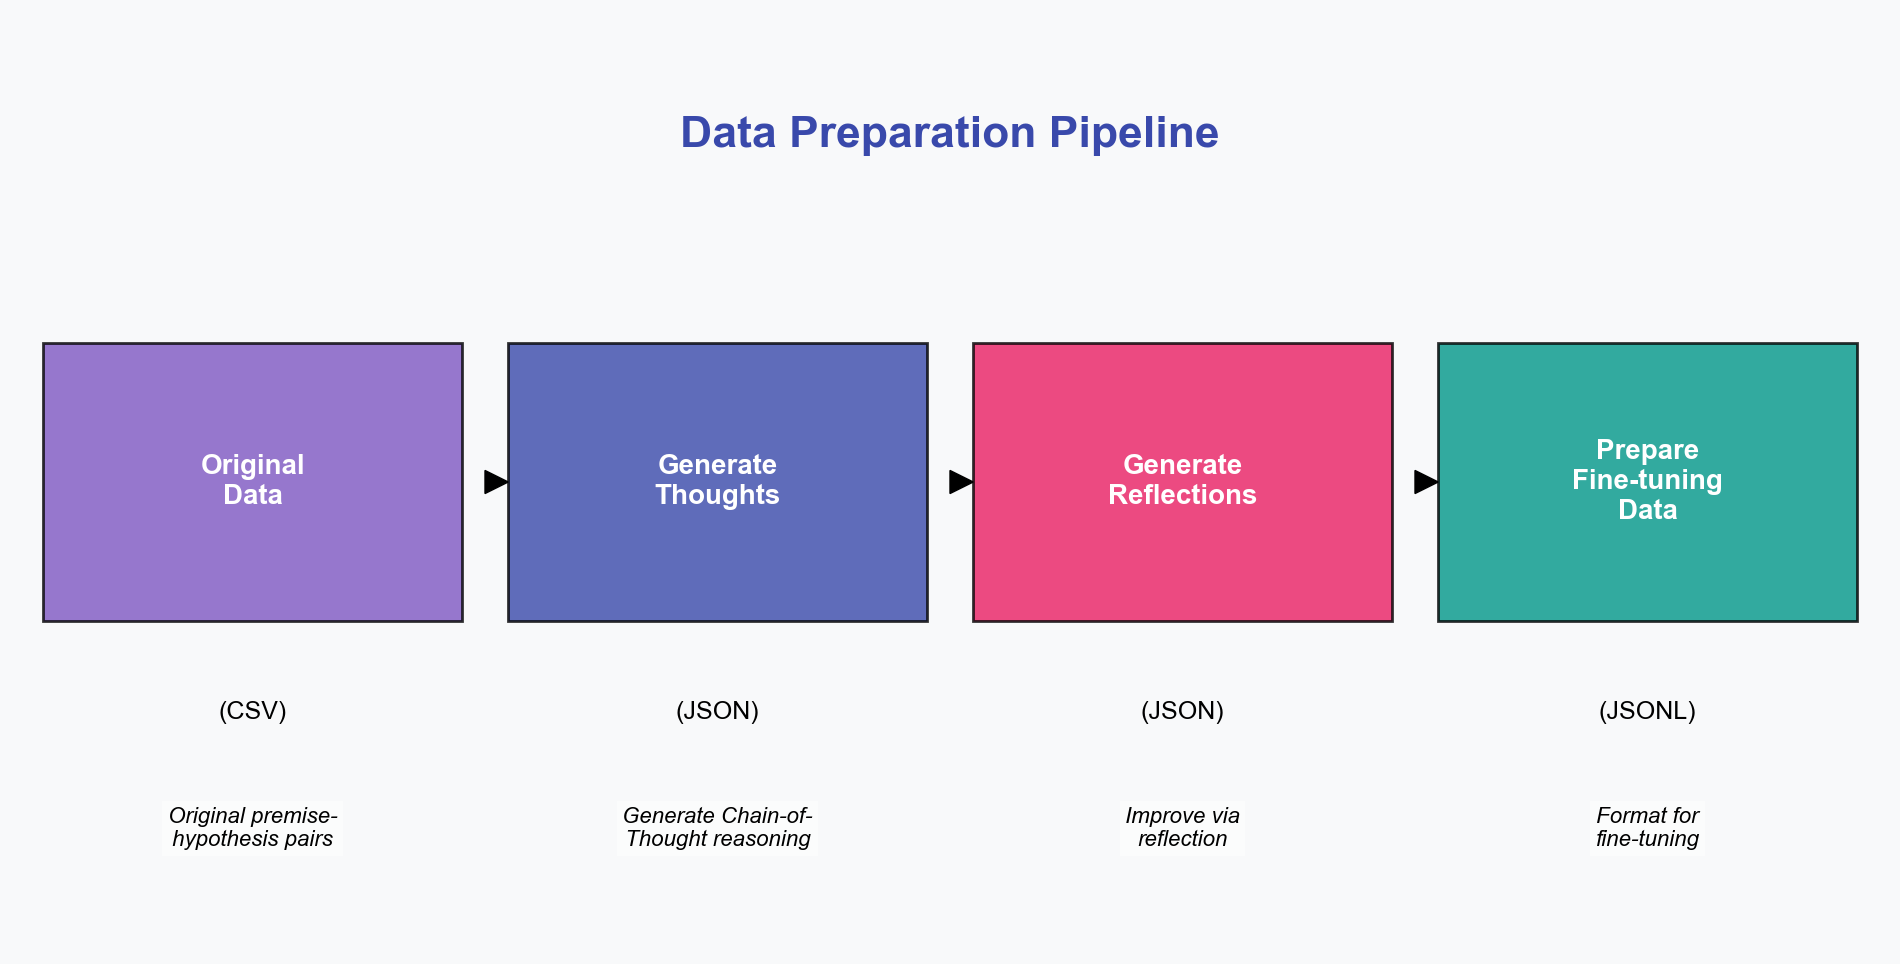 Data Preparation Pipeline
Original
Data
Generate
Thoughts
Generate
Reflections
Prepare
Fine-tuning
Data
(CSV)
(JSON)
(JSON)
(JSONL)
Original premise-
hypothesis pairs
Generate Chain-of-
Thought reasoning
Improve via
reflection
Format for
fine-tuning